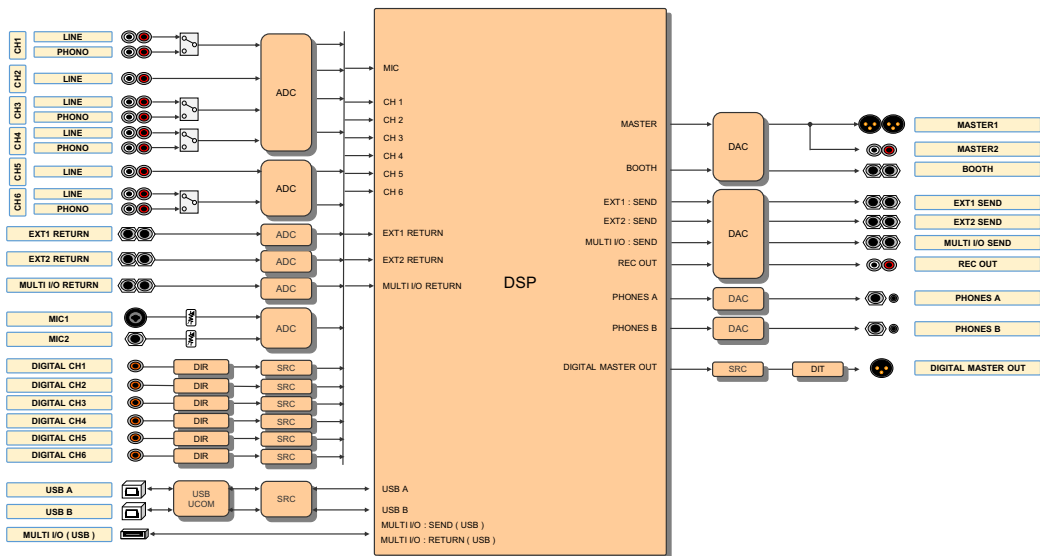 CH1
LINE
PHONO
CH2
LINE
CH3
LINE
PHONO
CH4
LINE
PHONO
CH5
LINE
CH6
LINE
PHONO
ADC
ADC
EXT1 RETURN
ADC
EXT2 RETURN
ADC
MULTI I/O RETURN
ADC
MIC1
MIC2
ADC
DIGITAL CH1
DIR
SRC
DIGITAL CH2
DIR
SRC
DIGITAL CH3
DIR
SRC
DIGITAL CH4
DIR
SRC
DIGITAL CH5
DIR
SRC
DIGITAL CH6
DIR
SRC
USB A
USB B
USB
UCOM
SRC
MULTI I/O ( USB )
MIC
CH 1
CH 2
CH 3
CH 4
CH 5
CH 6
EXT1 RETURN
EXT2 RETURN
MULTI I/O RETURN
DSP
USB A
USB B
MULTI I/O : SEND ( USB )
MULTI I/O : RETURN ( USB )
MASTER
BOOTH
EXT1 : SEND
EXT2 : SEND
MULTI I/O : SEND
REC OUT
PHONES A
PHONES B
DIGITAL MASTER OUT
DAC
DAC
DAC
DAC
SRC
DIT
MASTER1
MASTER2
BOOTH
EXT1 SEND
EXT2 SEND
MULTI I/O SEND
REC OUT
PHONES A
PHONES B
DIGITAL MASTER OUT